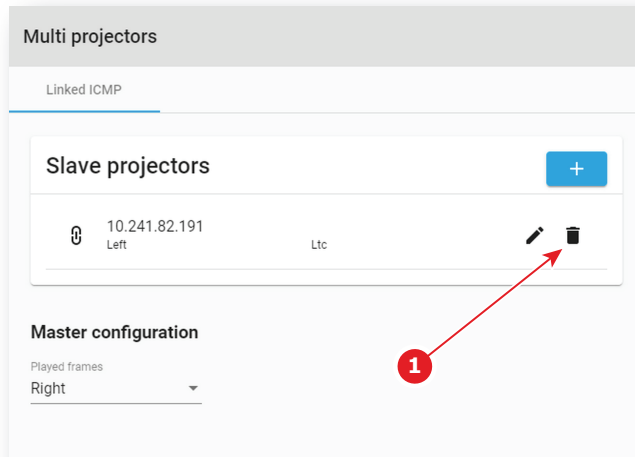 Multi projectors
Linked ICMP
Slave projectors
+
10.241.82.191
Left Ltc
1
Master configuration
Played frames
Right